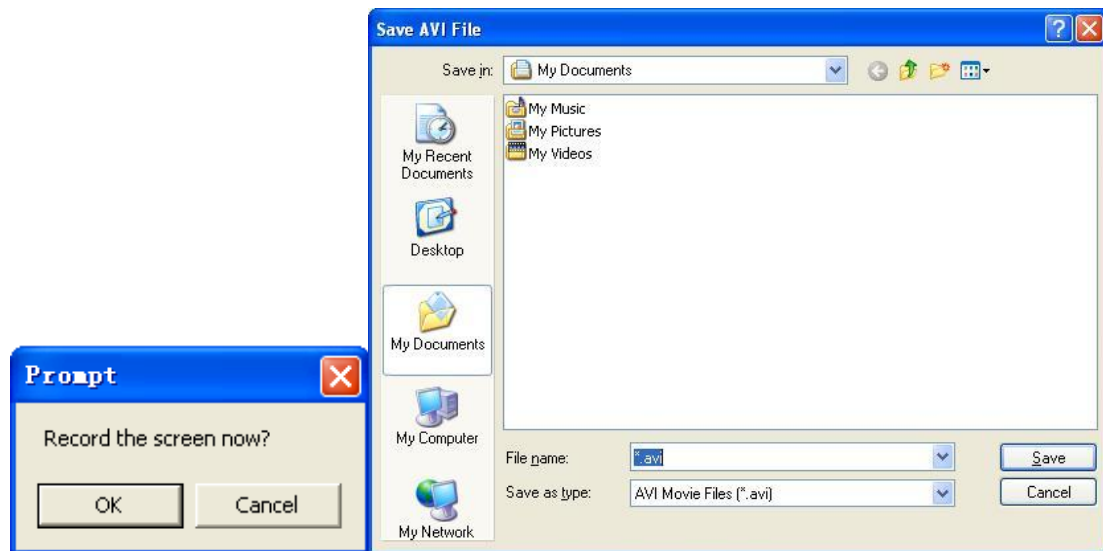 Save AVI File
Save in:
My Documents
My Music
My Pictures
My Videos
My Recent
Documents
Desktop
My Documents
My Computer
My Network
File name:
*.avi
Save
Save as type:
AVI Movie Files (*.avi)
Cancel
Prompt
Record the screen now?
OK
Cancel